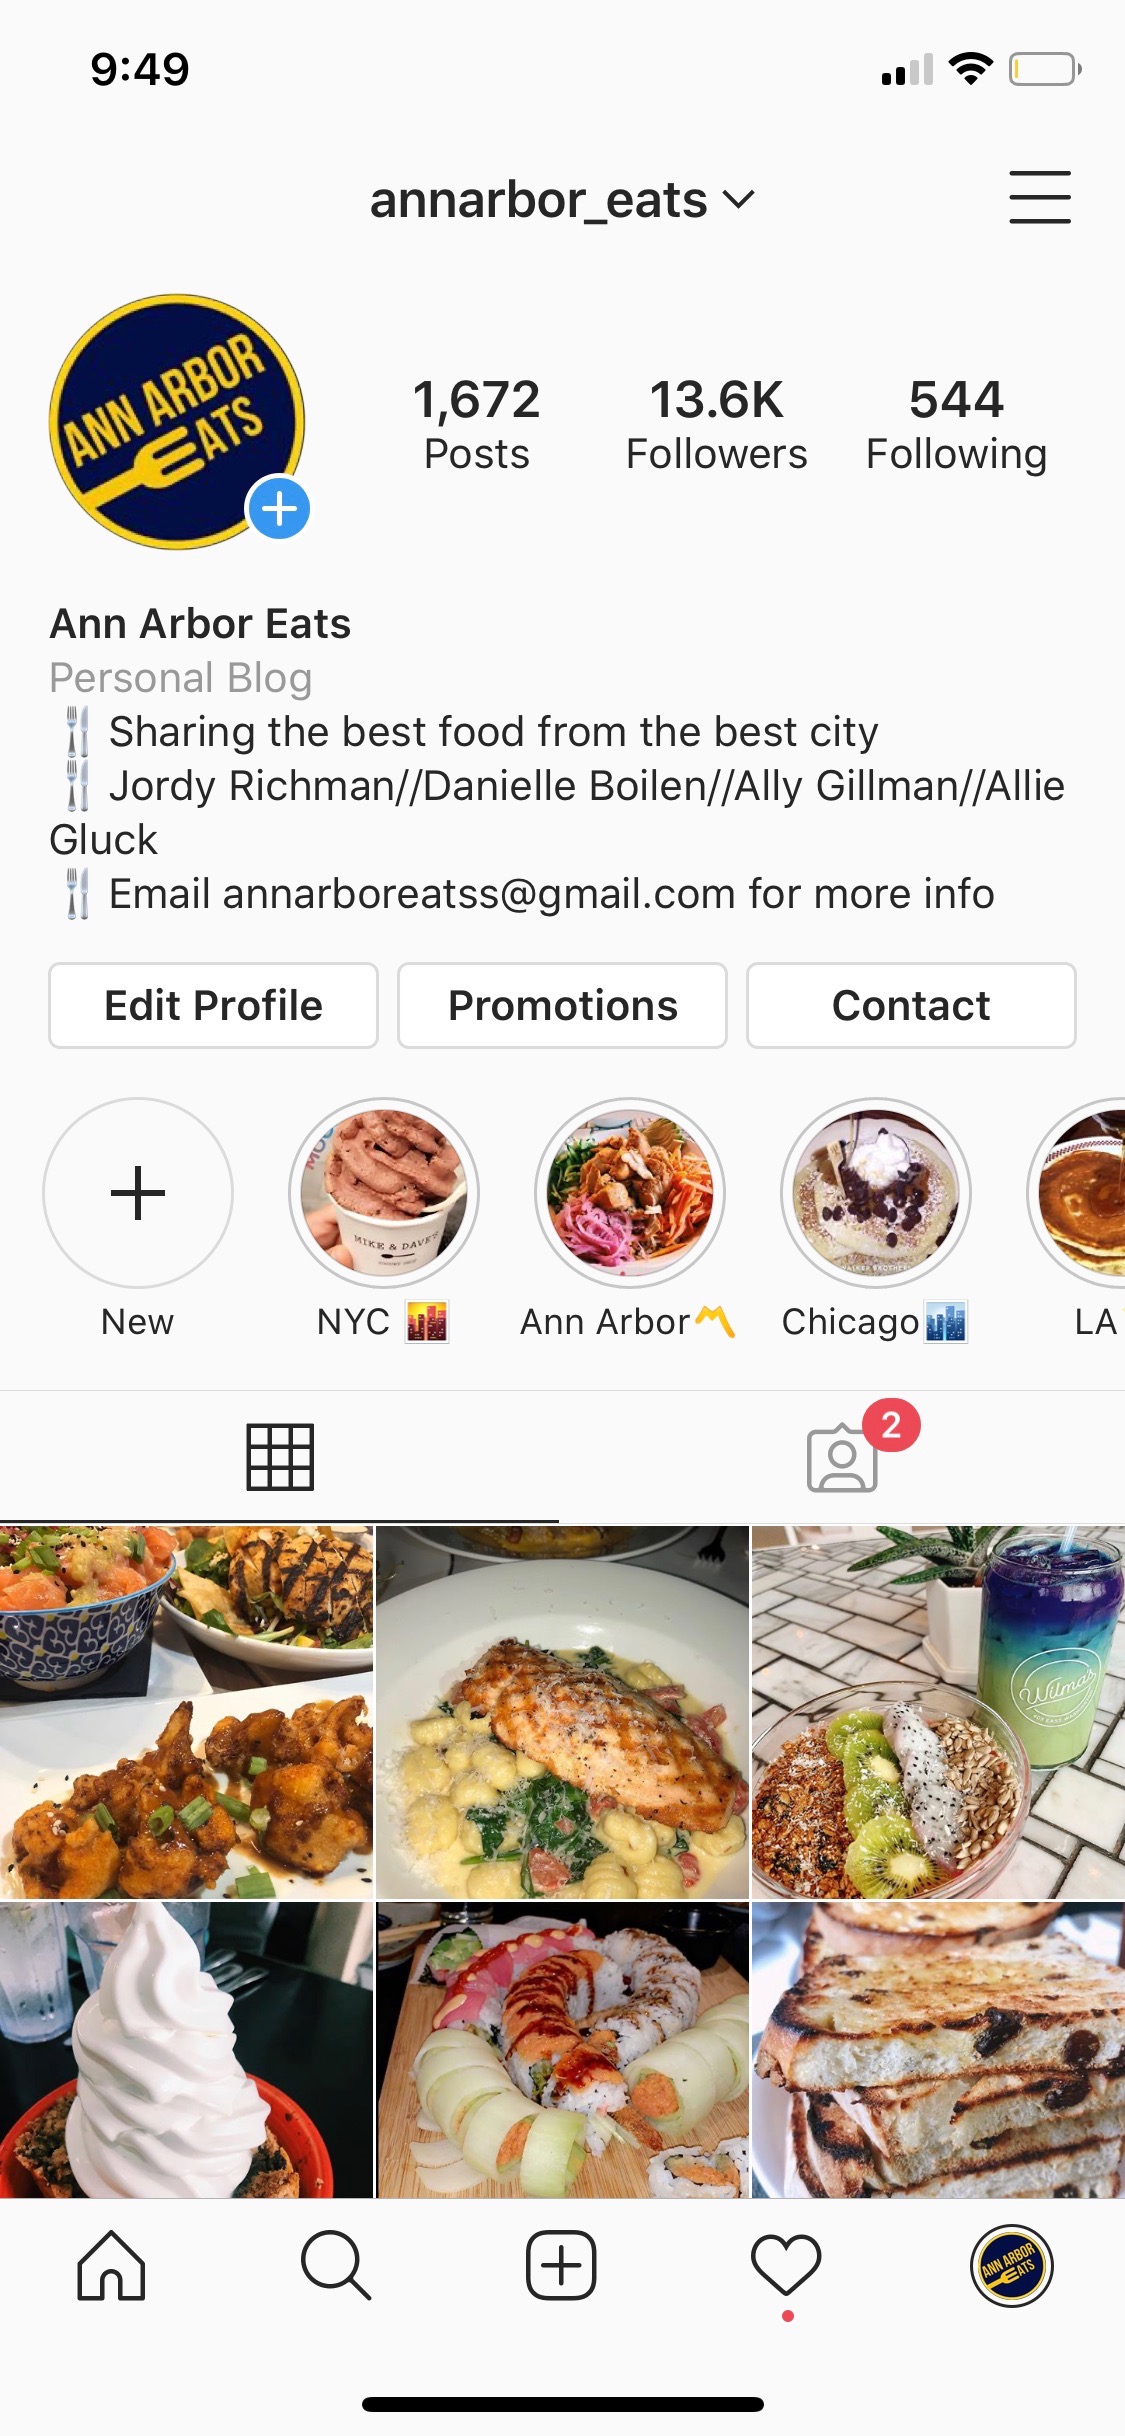 9:49
annarbor_eats
ANN ARBOR
EATS
1,672
Posts
13.6K
Followers
544
Following
Ann Arbor Eats
Personal Blog
🍴 Sharing the best food from the best city
🍴 Jordy Richman//Danielle Boilen//Ally Gillman//Allie
Gluck
🍴 Email annarboreatss@gmail.com for more info
Edit Profile
Promotions
Contact
MIKE & DAVE'S
WALKER BROTHERS
New
NYC 🌇
Ann Arbor〽️
Chicago🏙
LA
2
Wilma's
ANN ARBOR
EATS